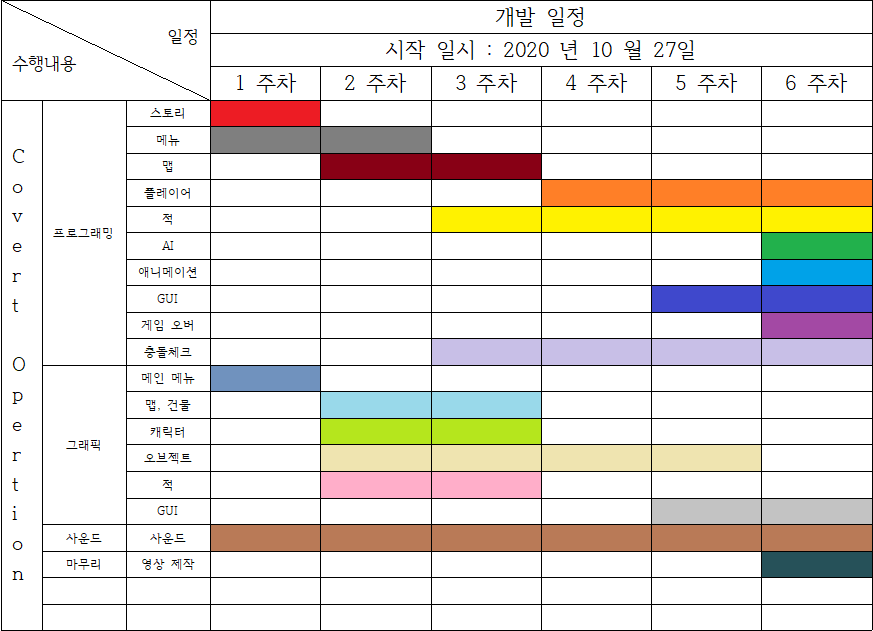 일정
수행내용
개발 일정
시작 일시 : 2020 년 10 월 27일
1 주차 2 주차 3 주차 4 주차 5 주차 6 주차
Covert Opertion
프로그래밍
스토리
메뉴
맵
플레이어
적
AI
애니메이션
GUI
게임 오버
충돌체크
그래픽
메인 메뉴
맵, 건물
캐릭터
오브젝트
적
GUI
사운드 사운드
마무리 영상 제작